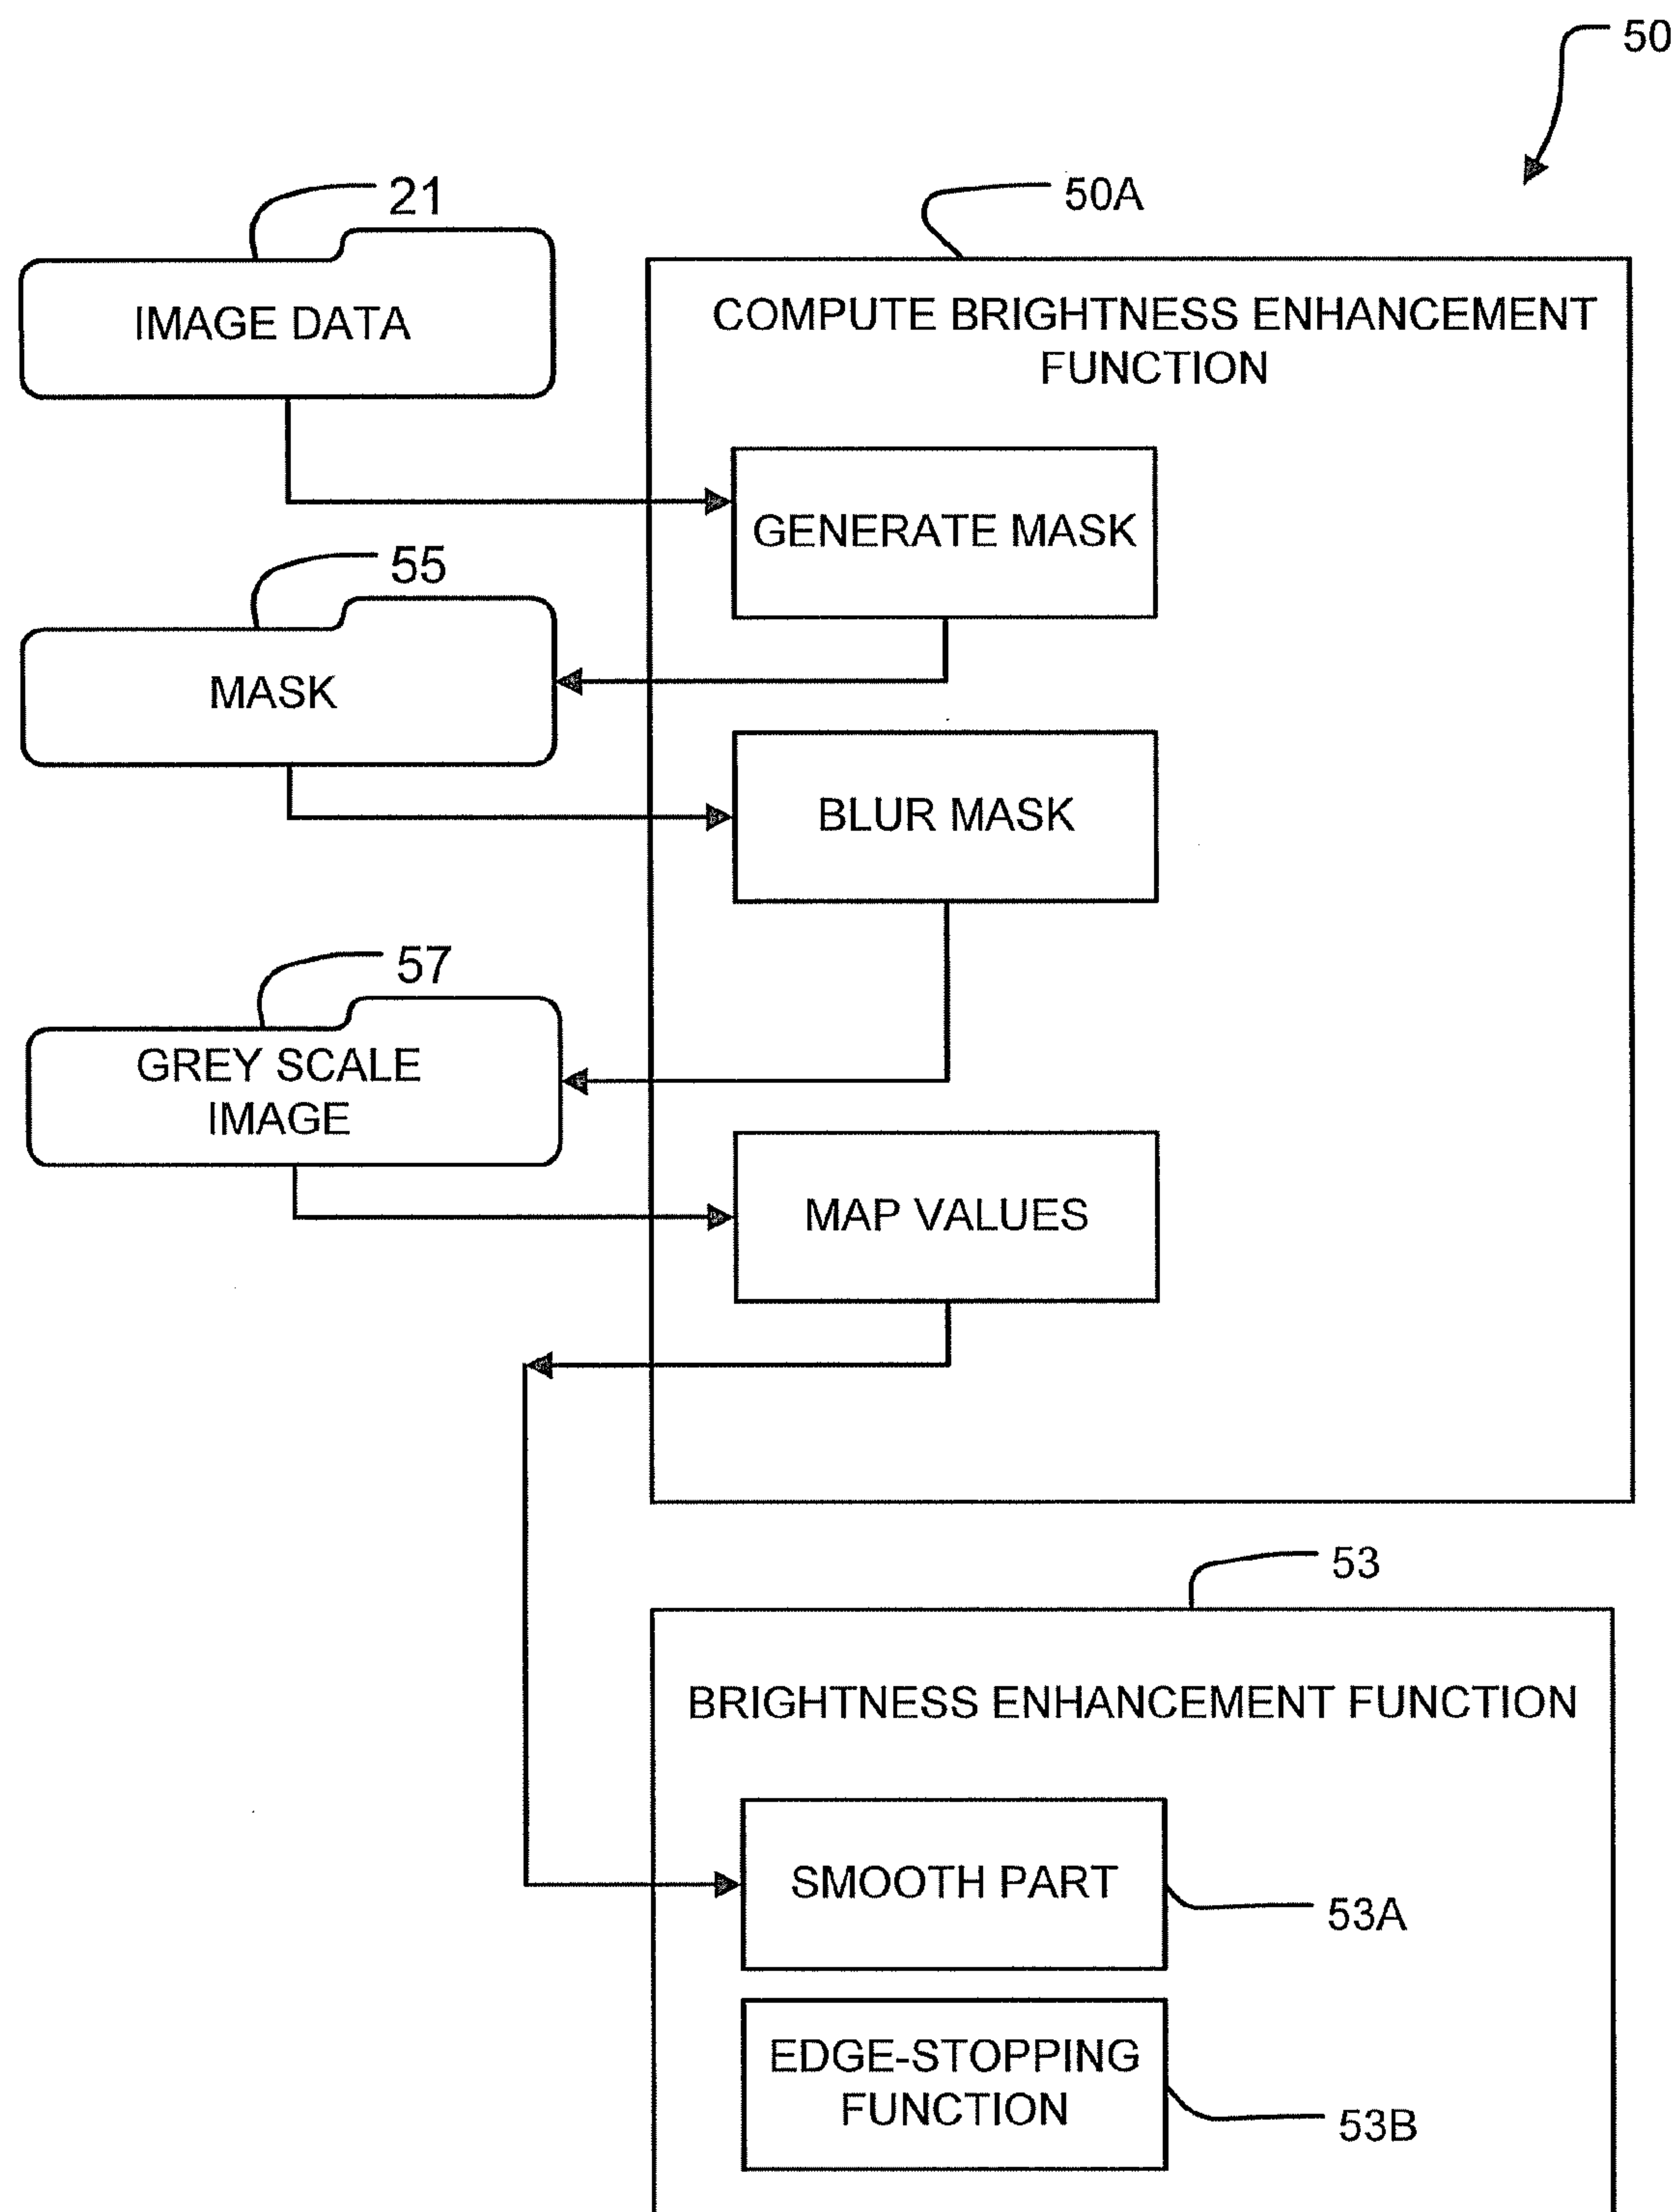 50
21
50A
IMAGE DATA
COMPUTE BRIGHTNESS ENHANCEMENT
FUNCTION
GENERATE MASK
55
MASK
BLUR MASK
57
GREY SCALE
IMAGE
MAP VALUES
53
BRIGHTNESS ENHANCEMENT FUNCTION
SMOOTH PART
53A
EDGE-STOPPING
FUNCTION
53B